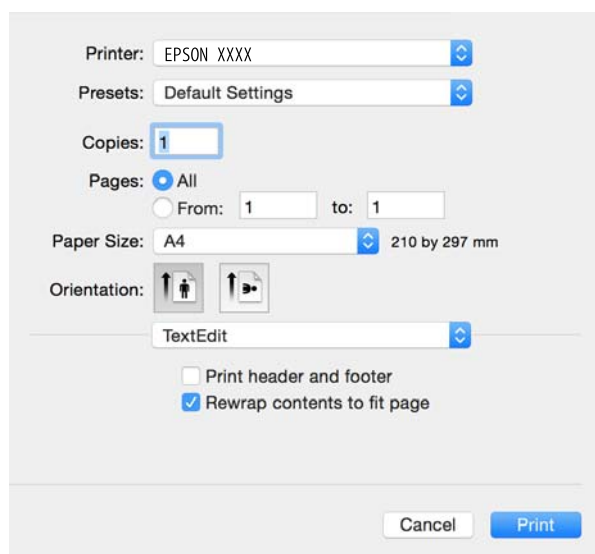 Printer: EPSON XXXX
Presets: Default Settings
Copies: 1
Pages: All
From: 1 to: 1
Paper Size: A4 210 by 297 mm
Orientation:
TextEdit
Print header and footer
Rewrap contents to fit page
Cancel Print